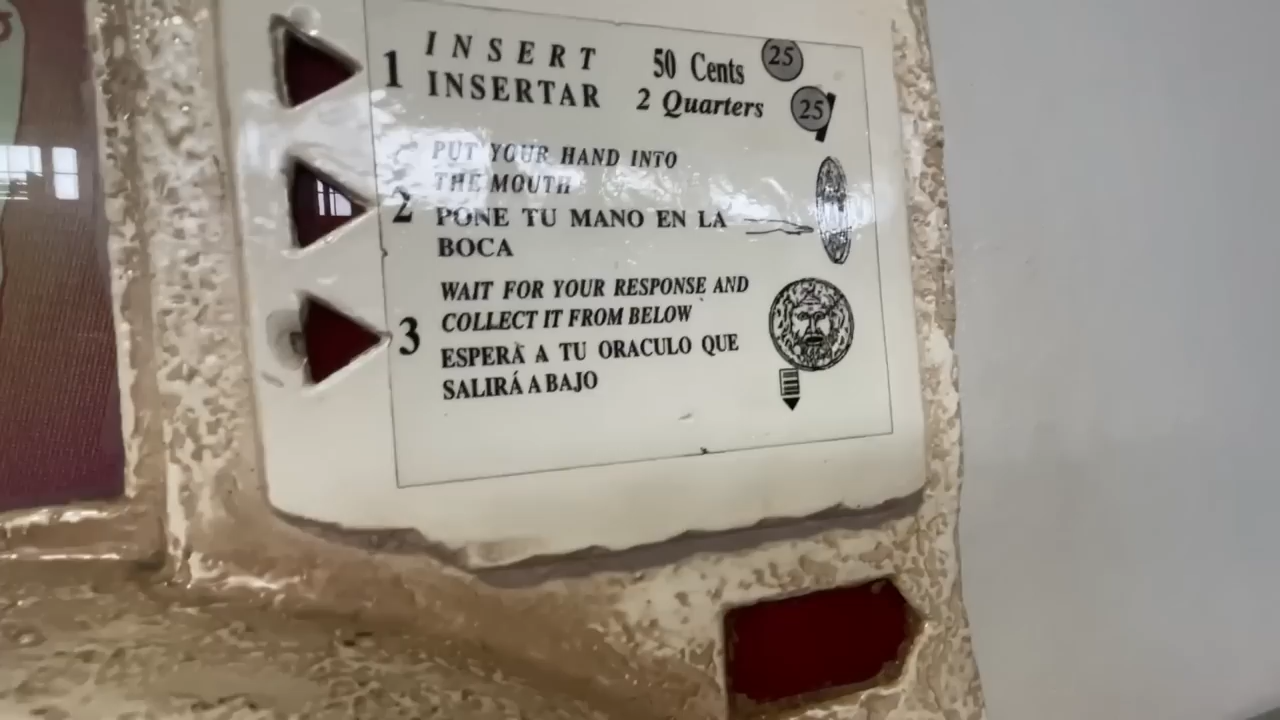 1 INSERT 50 Cents 25
INSERTAR 2 Quarters 25
PUT YOUR HAND INTO
THE MOUTH
2 PONE TU MANO EN LA
BOCA
WAIT FOR YOUR RESPONSE AND
COLLECT IT FROM BELOW
3 ESPERA A TU ORACULO QUE
SALIRÁ A BAJO